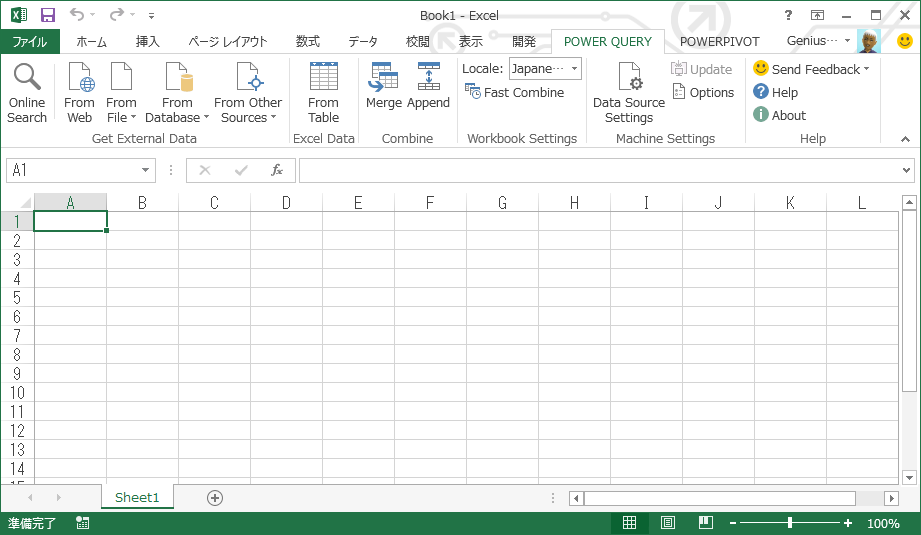 Book1 - Excel
ファイル ホーム 挿入 ページ レイアウト 数式 データ 校閲 表示 開発 POWER QUERY POWERPIVOT Genius…
Online Search
From Web
From File
From Database
From Other Sources
Get External Data
From Table
Excel Data
Merge
Append
Combine
Locale: Japane…
Fast Combine
Workbook Settings
Data Source Settings
Update
Options
Machine Settings
Send Feedback
Help
About
Help
A1
fx
A B C D E F G H I J K L
1
2
3
4
5
6
7
8
9
10
11
12
13
14
15
Sheet1
準備完了
100%